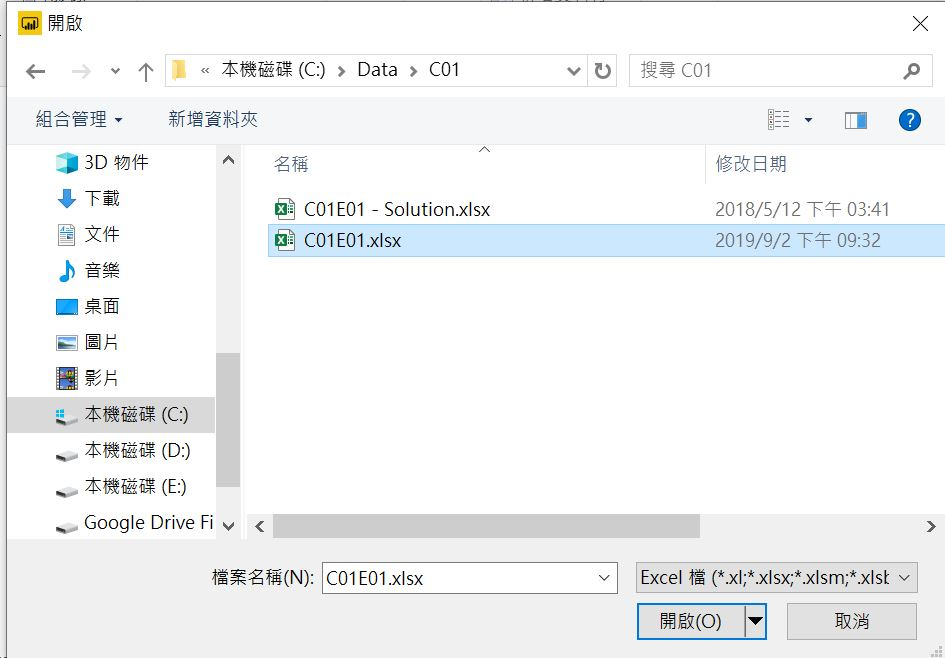 開啟
« 本機磁碟 (C:) › Data › C01
搜尋 C01
組合管理
新增資料夾
3D 物件
下載
文件
音樂
桌面
圖片
影片
本機磁碟 (C:)
本機磁碟 (D:)
本機磁碟 (E:)
Google Drive Fi
名稱 修改日期
C01E01 - Solution.xlsx 2018/5/12 下午 03:41
C01E01.xlsx 2019/9/2 下午 09:32
檔案名稱(N): C01E01.xlsx
Excel 檔 (*.xl;*.xlsx;*.xlsm;*.xlsb
開啟(O) 取消